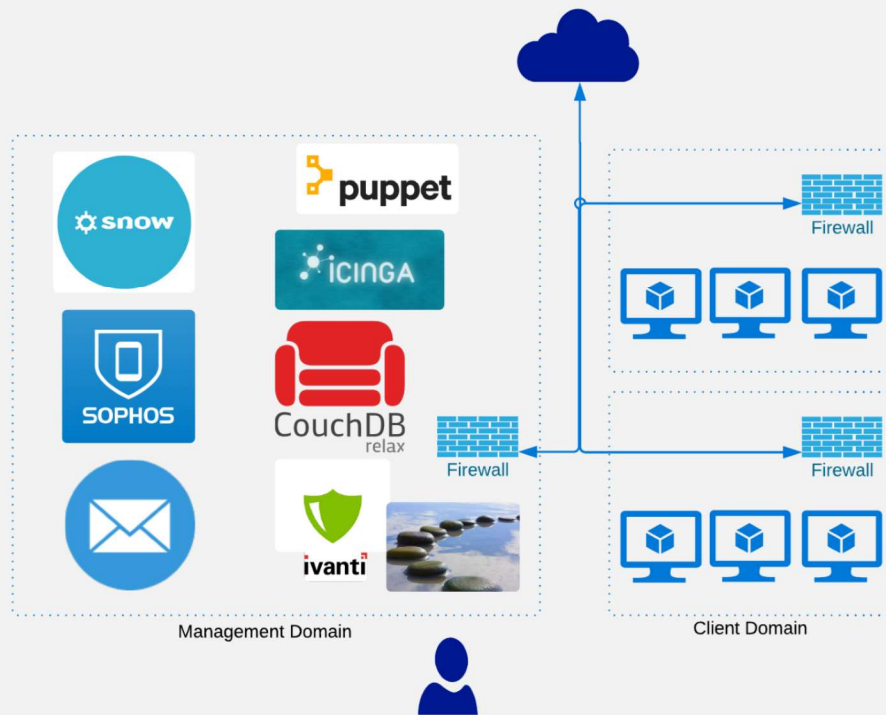 snow
puppet
ICINGA
SOPHOS
CouchDB
relax
ivanti
Firewall
Management Domain
Firewall
Firewall
Client Domain